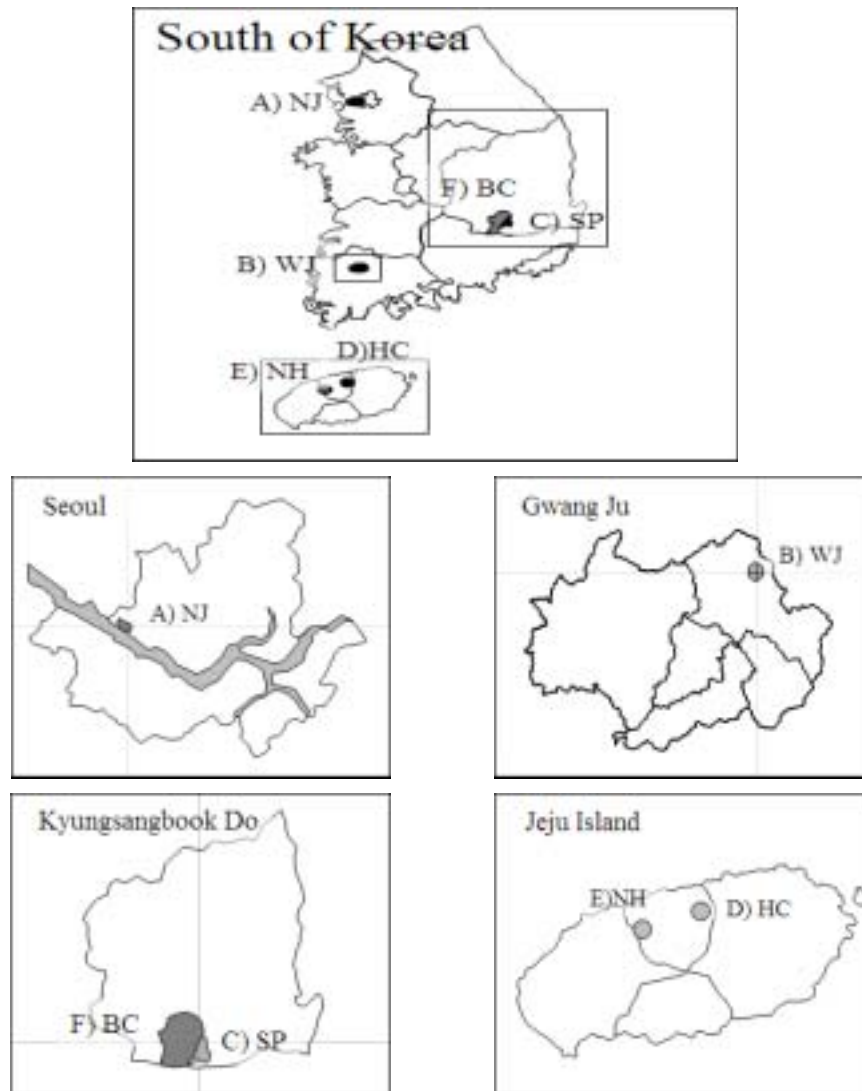 South of Korea
A) NJ
F) BC
C) SP
B) WJ
D)HC
E) NH
Seoul
A) NJ
Gwang Ju
B) WJ
Kyungsangbook Do
F) BC
C) SP
Jeju Island
E)NH
D) HC